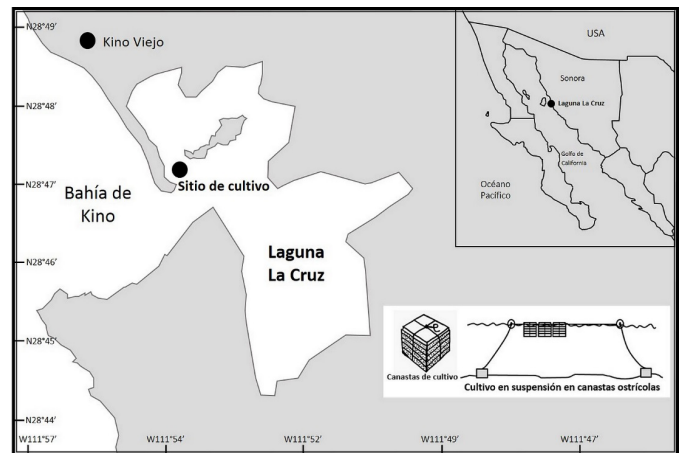 N28°49'
Kino Viejo
N28°48'
N28°47'
Sitio de cultivo
Bahía de
Kino
N28°46'
Laguna
La Cruz
N28°45'
N28°44'
W111°57'
W111°54'
W111°52'
W111°49'
W111°47'
USA
Sonora
Laguna La Cruz
Golfo de
California
Océano
Pacífico
Canastas de cultivo
Cultivo en suspensión en canastas ostrícolas